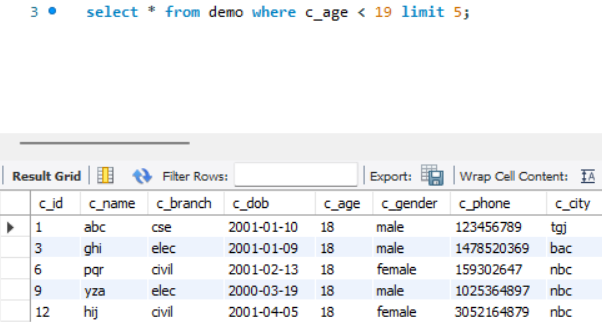 3 select * from demo where c_age < 19 limit 5;
Result Grid Filter Rows: Export: Wrap Cell Content:
c_id c_name c_branch c_dob c_age c_gender c_phone c_city
1 abc cse 2001-01-10 18 male 123456789 tgj
3 ghi elec 2001-01-09 18 male 1478520369 bac
6 pqr civil 2001-02-13 18 female 159302647 nbc
9 yza elec 2000-03-19 18 male 1025364897 nbc
12 hij civil 2001-04-05 18 female 3052164879 nbc